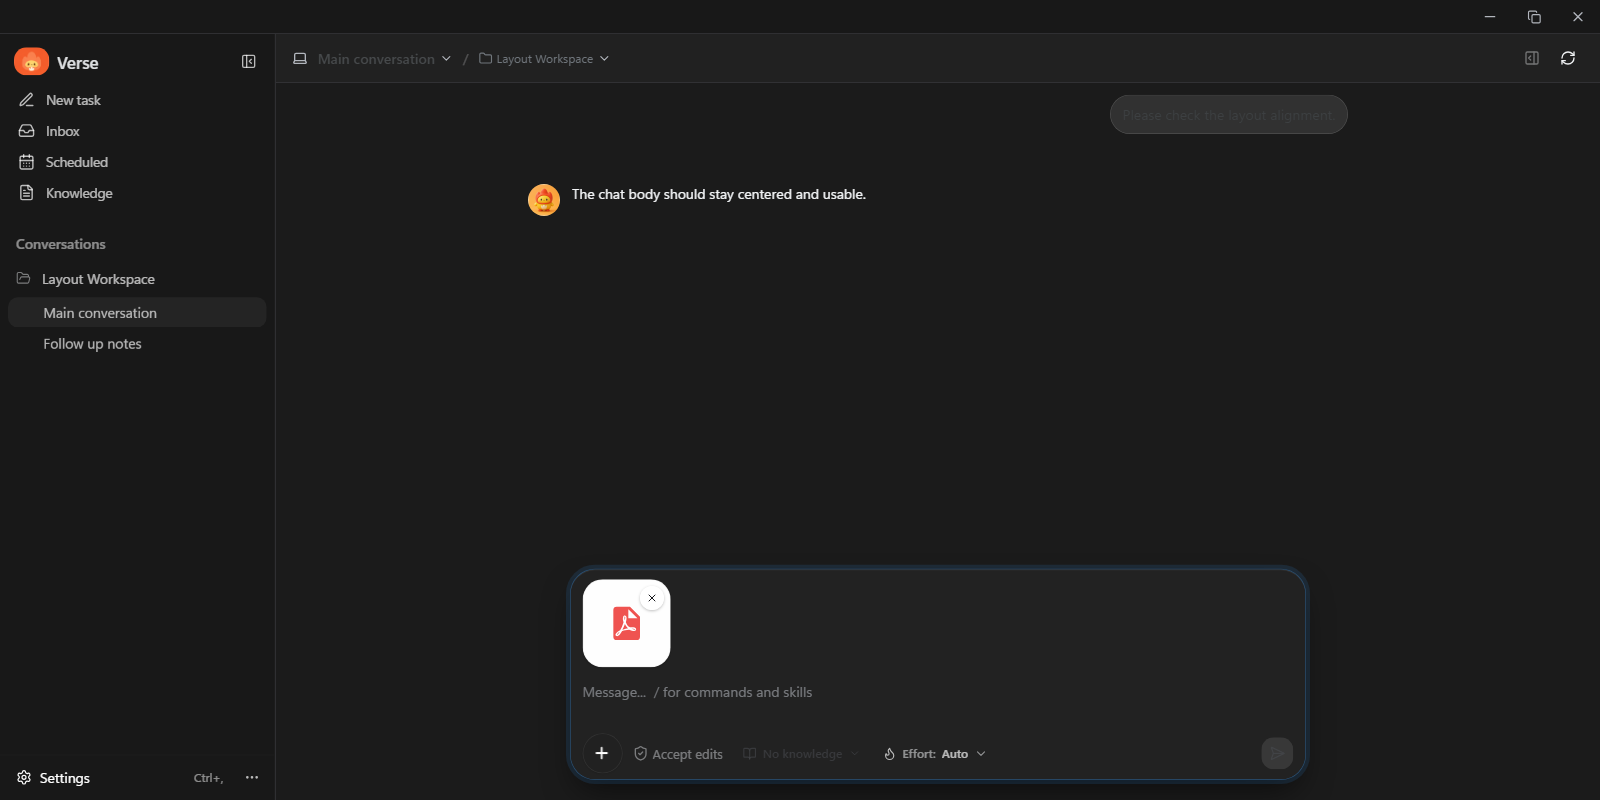 Verse
New task
Inbox
Scheduled
Knowledge
Conversations
Layout Workspace
Main conversation
Follow up notes
Settings
Ctrl+,
Main conversation / Layout Workspace
Please check the layout alignment.
The chat body should stay centered and usable.
Message... / for commands and skills
Accept edits
No knowledge
Effort: Auto